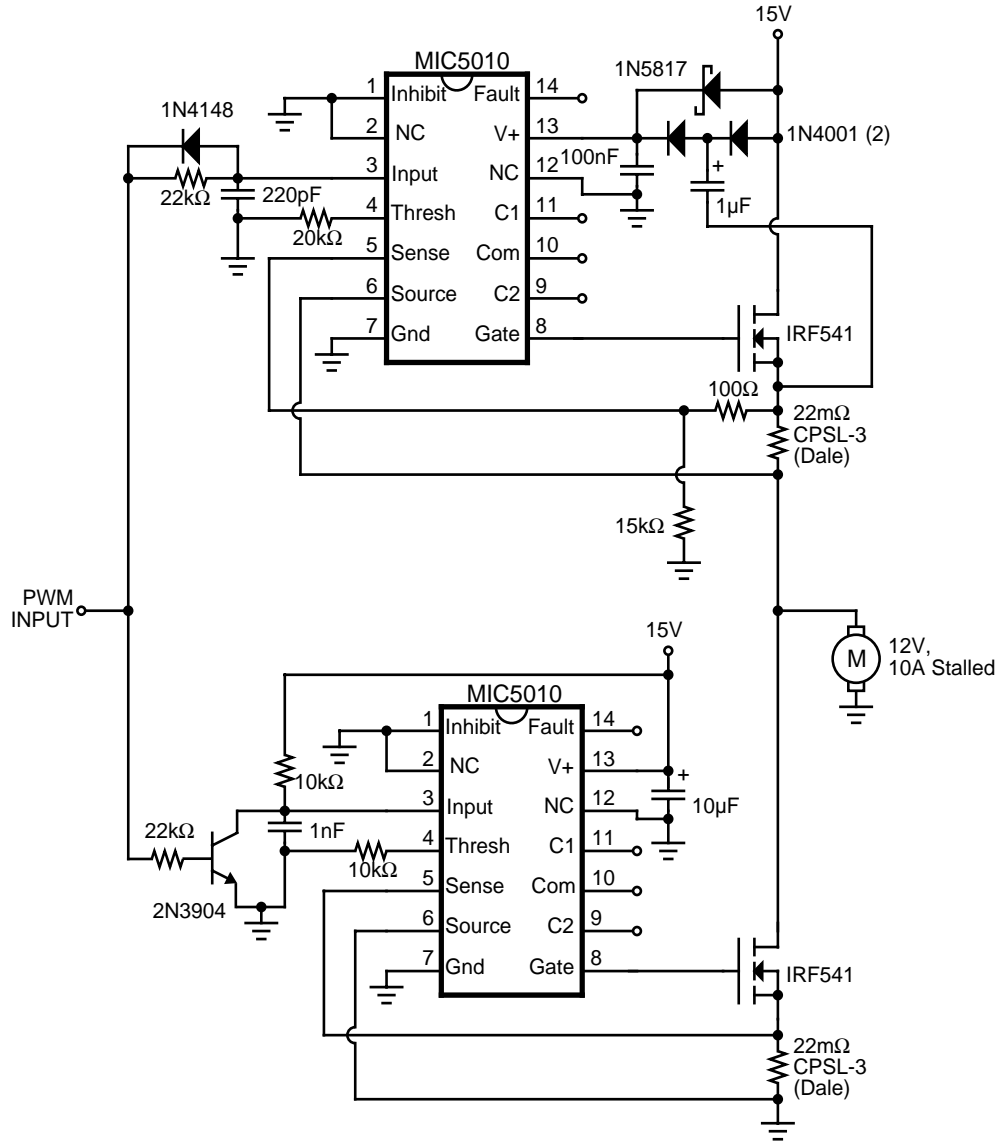 15V
MIC5010
1N5817
1 Inhibit Fault 14
1N4148
2 NC V+ 13
1N4001 (2)
100nF
+
3 Input NC 12
22kΩ
220pF
1µF
4 Thresh C1 11
20kΩ
5 Sense Com 10
6 Source C2 9
7 Gnd Gate 8
IRF541
100Ω
22mΩ
CPSL-3
(Dale)
15kΩ
PWM
INPUT
15V
M
12V,
10A Stalled
MIC5010
1 Inhibit Fault 14
2 NC V+ 13
10kΩ
+
10µF
3 Input NC 12
22kΩ
1nF
4 Thresh C1 11
10kΩ
5 Sense Com 10
2N3904
6 Source C2 9
7 Gnd Gate 8
IRF541
22mΩ
CPSL-3
(Dale)